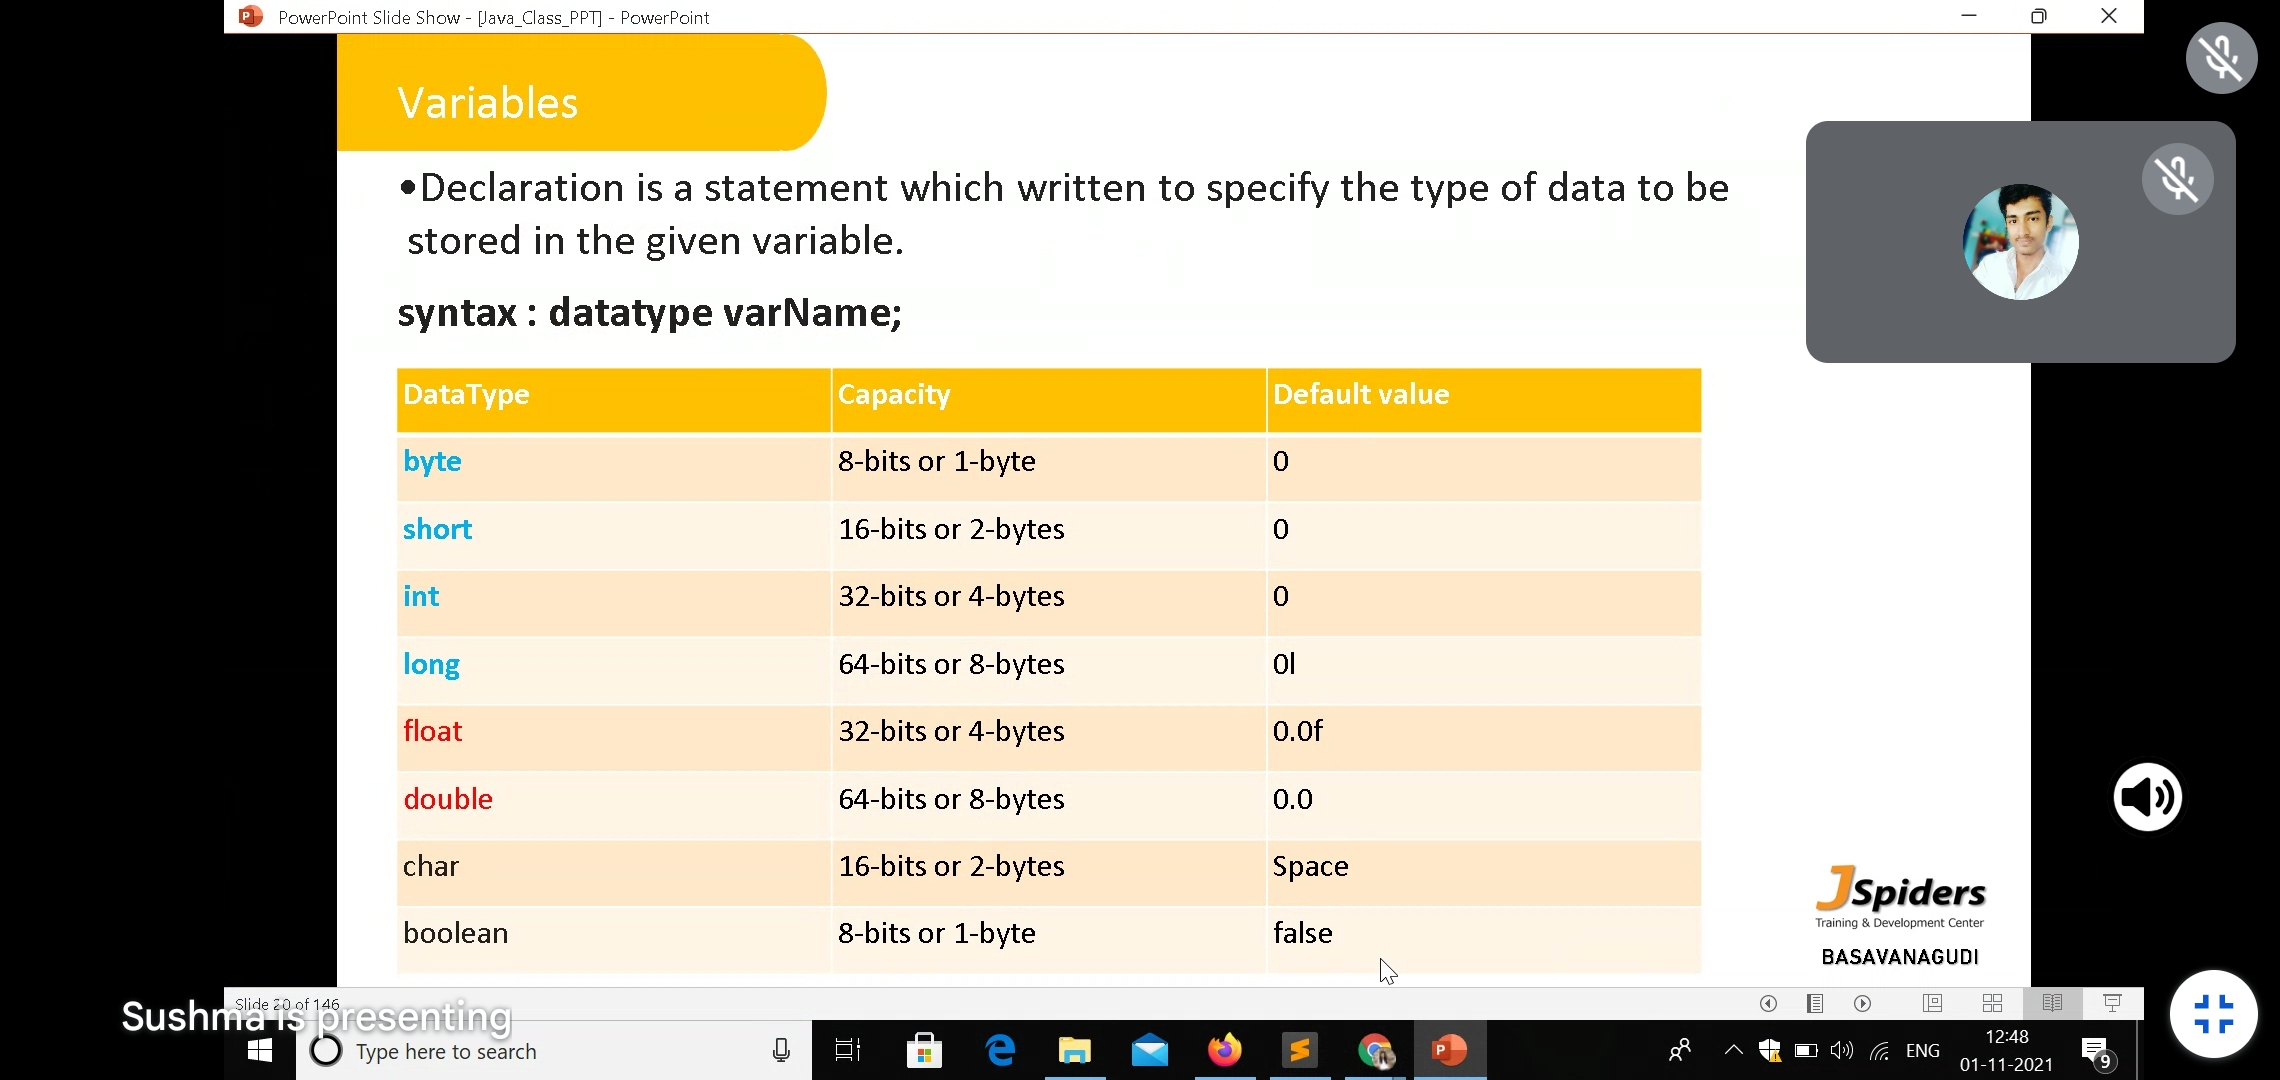 PowerPoint Slide Show - [Java_Class_PPT] - PowerPoint
Variables
•Declaration is a statement which written to specify the type of data to be
stored in the given variable.
syntax : datatype varName;
DataType Capacity Default value
byte 8-bits or 1-byte 0
short 16-bits or 2-bytes 0
int 32-bits or 4-bytes 0
long 64-bits or 8-bytes 0l
float 32-bits or 4-bytes 0.0f
double 64-bits or 8-bytes 0.0
char 16-bits or 2-bytes Space
boolean 8-bits or 1-byte false
JSpiders
Training & Development Center
BASAVANAGUDI
Slide 20 of 146
Sushma is presenting
Type here to search
ENG
12:48
01-11-2021
9